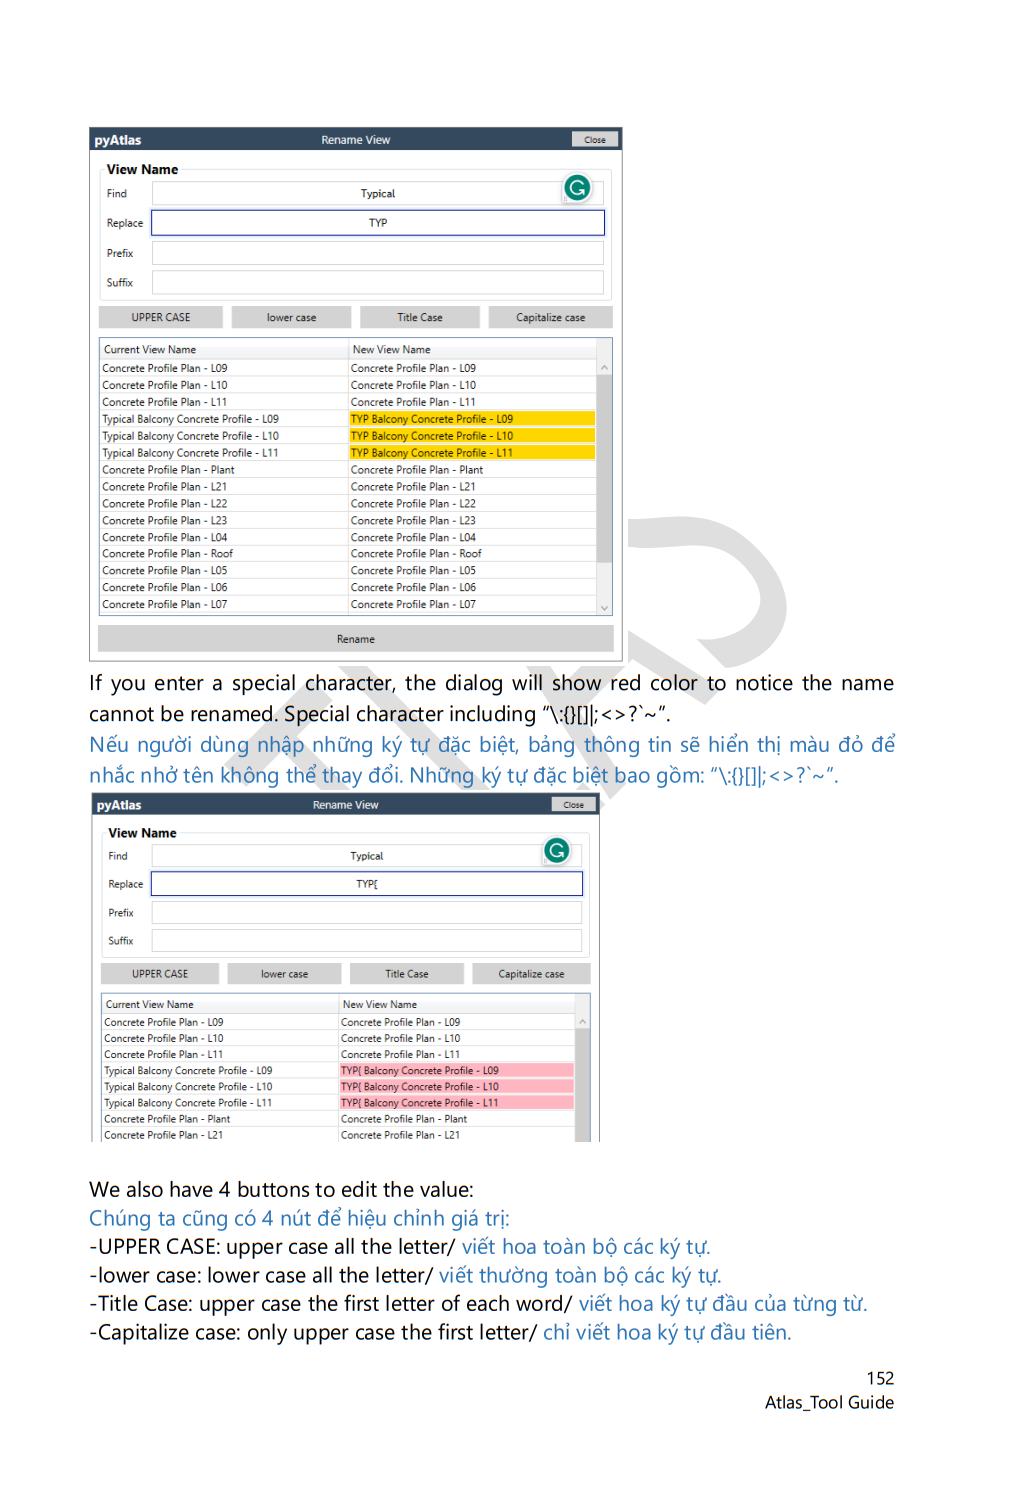 pyAtlas Rename View Close
View Name
Find Typical
Replace TYP
Prefix
Suffix
UPPER CASE lower case Title Case Capitalize case
Current View Name New View Name
Concrete Profile Plan - L09 Concrete Profile Plan - L09
Concrete Profile Plan - L10 Concrete Profile Plan - L10
Concrete Profile Plan - L11 Concrete Profile Plan - L11
Typical Balcony Concrete Profile - L09 TYP Balcony Concrete Profile - L09
Typical Balcony Concrete Profile - L10 TYP Balcony Concrete Profile - L10
Typical Balcony Concrete Profile - L11 TYP Balcony Concrete Profile - L11
Concrete Profile Plan - Plant Concrete Profile Plan - Plant
Concrete Profile Plan - L21 Concrete Profile Plan - L21
Concrete Profile Plan - L22 Concrete Profile Plan - L22
Concrete Profile Plan - L23 Concrete Profile Plan - L23
Concrete Profile Plan - L04 Concrete Profile Plan - L04
Concrete Profile Plan - Roof Concrete Profile Plan - Roof
Concrete Profile Plan - L05 Concrete Profile Plan - L05
Concrete Profile Plan - L06 Concrete Profile Plan - L06
Concrete Profile Plan - L07 Concrete Profile Plan - L07
Rename
If you enter a special character, the dialog will show red color to notice the name
cannot be renamed. Special character including “\:{}[]|;<>?`~”.
Nếu người dùng nhập những ký tự đặc biệt, bảng thông tin sẽ hiển thị màu đỏ để
nhắc nhở tên không thể thay đổi. Những ký tự đặc biệt bao gồm: “\:{}[]|;<>?`~”.
pyAtlas Rename View Close
View Name
Find Typical
Replace TYP{
Prefix
Suffix
UPPER CASE lower case Title Case Capitalize case
Current View Name New View Name
Concrete Profile Plan - L09 Concrete Profile Plan - L09
Concrete Profile Plan - L10 Concrete Profile Plan - L10
Concrete Profile Plan - L11 Concrete Profile Plan - L11
Typical Balcony Concrete Profile - L09 TYP{ Balcony Concrete Profile - L09
Typical Balcony Concrete Profile - L10 TYP{ Balcony Concrete Profile - L10
Typical Balcony Concrete Profile - L11 TYP{ Balcony Concrete Profile - L11
Concrete Profile Plan - Plant Concrete Profile Plan - Plant
Concrete Profile Plan - L21 Concrete Profile Plan - L21
We also have 4 buttons to edit the value:
Chúng ta cũng có 4 nút để hiệu chỉnh giá trị:
-UPPER CASE: upper case all the letter/ viết hoa toàn bộ các ký tự.
-lower case: lower case all the letter/ viết thường toàn bộ các ký tự.
-Title Case: upper case the first letter of each word/ viết hoa ký tự đầu của từng từ.
-Capitalize case: only upper case the first letter/ chỉ viết hoa ký tự đầu tiên.
152
Atlas_Tool Guide